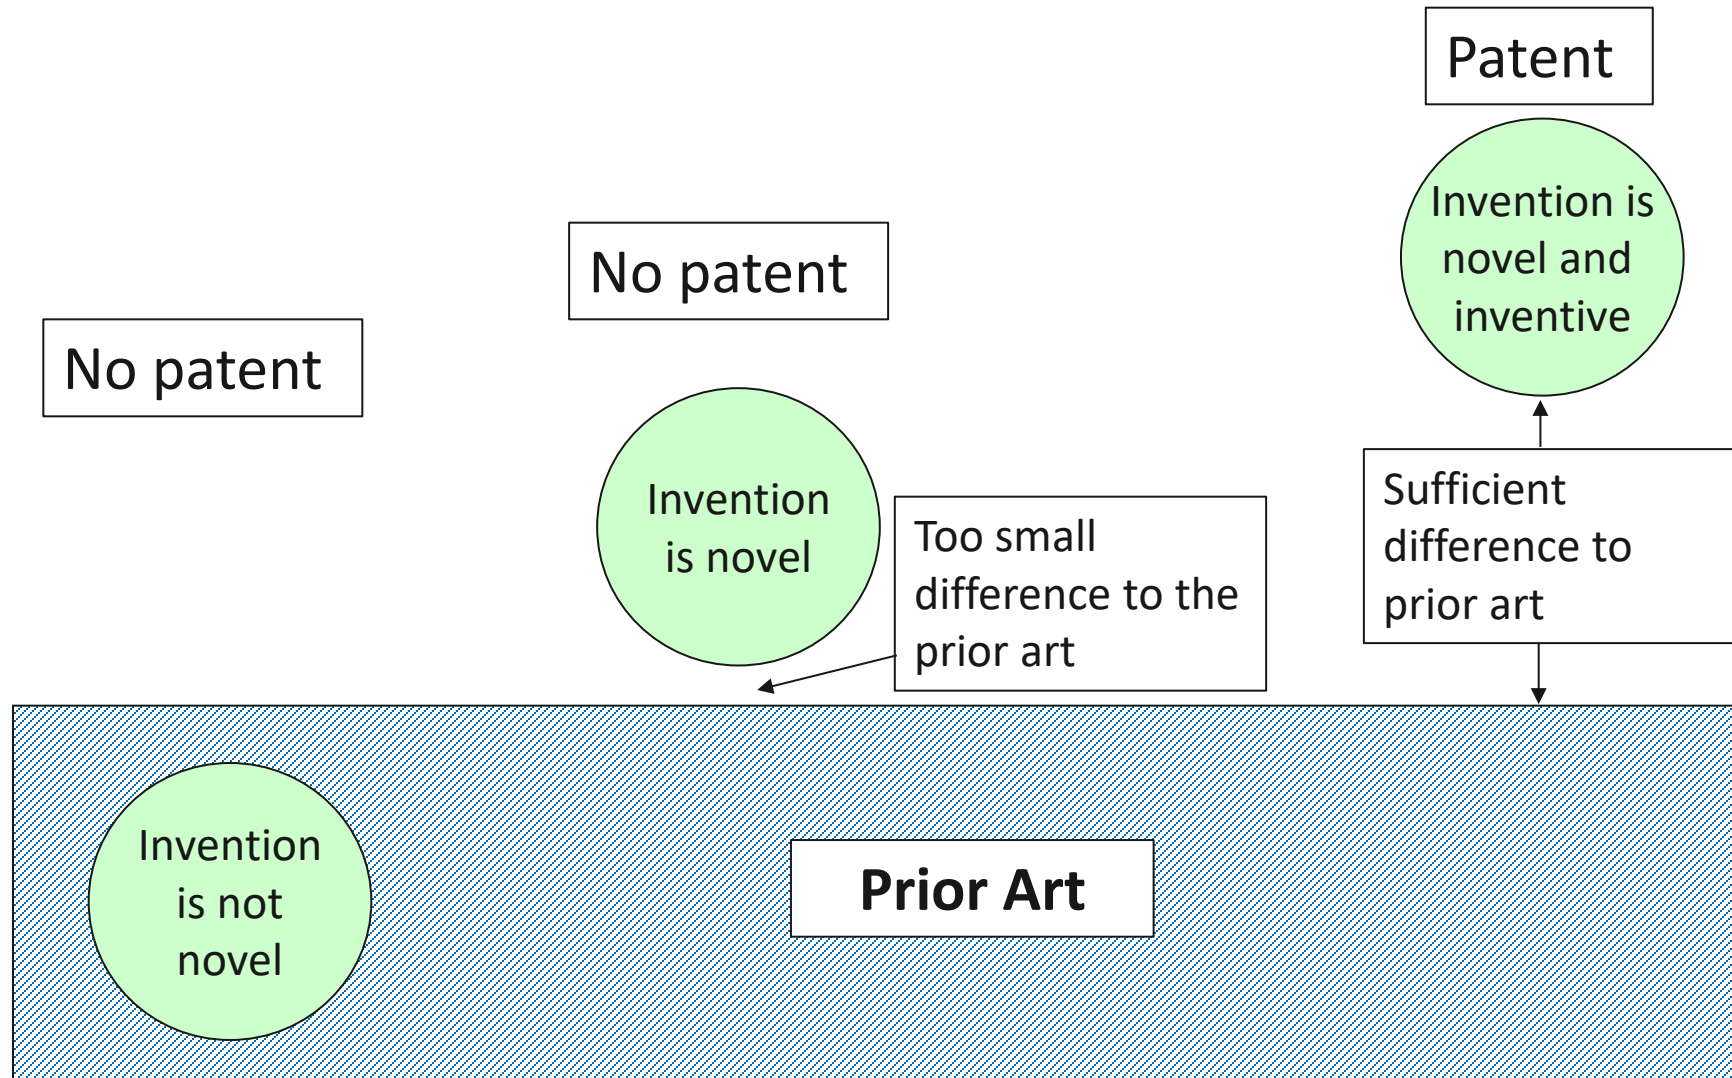 Patent
Invention is
novel and
inventive
No patent
No patent
Sufficient
difference to
prior art
Invention
is novel
Too small
difference to the
prior art
Invention
is not
novel
Prior Art